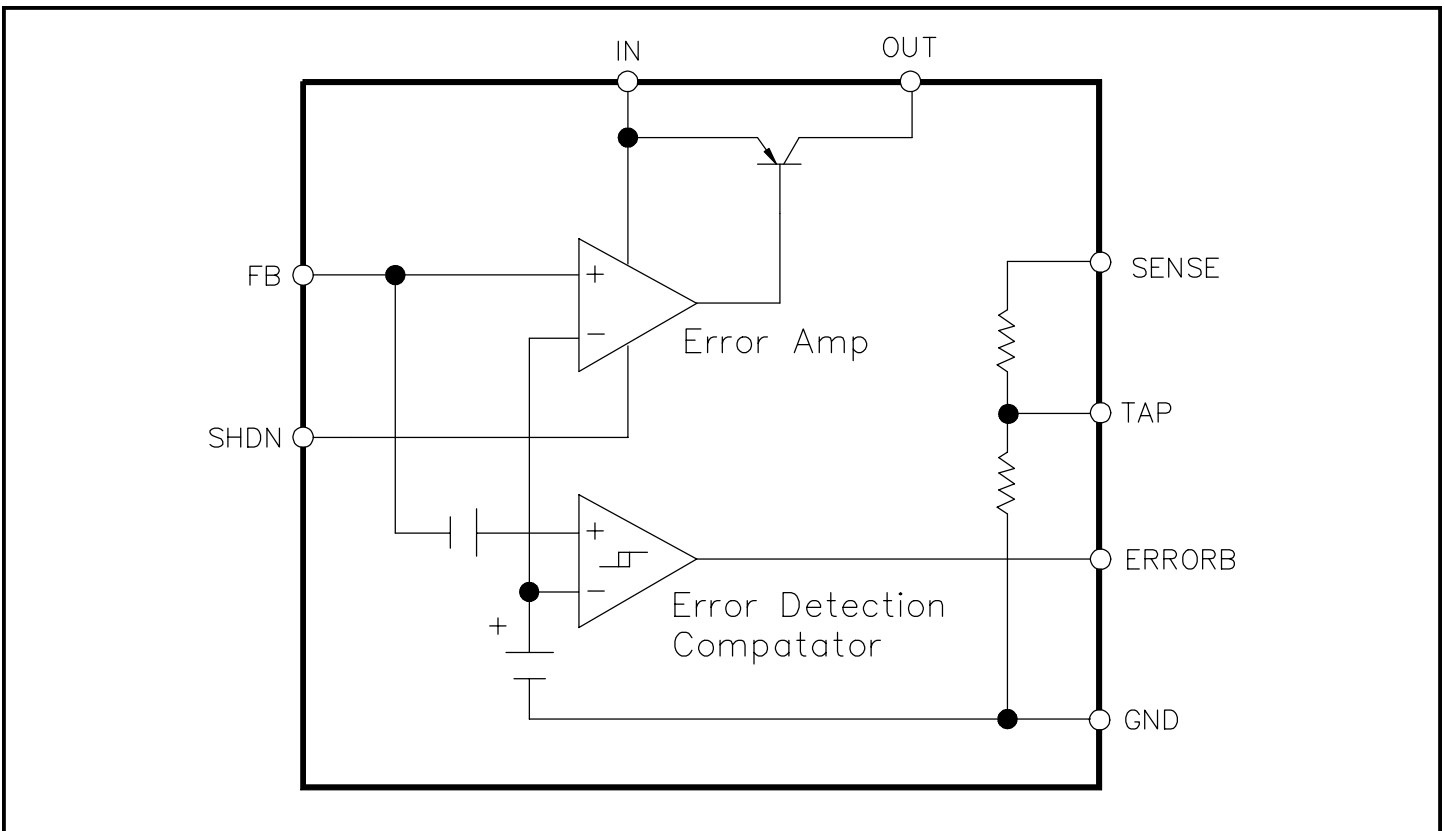 IN
OUT
FB
+
SENSE
−
Error Amp
TAP
SHDN
+
ERRORB
−
Error Detection
Compatator
+
GND